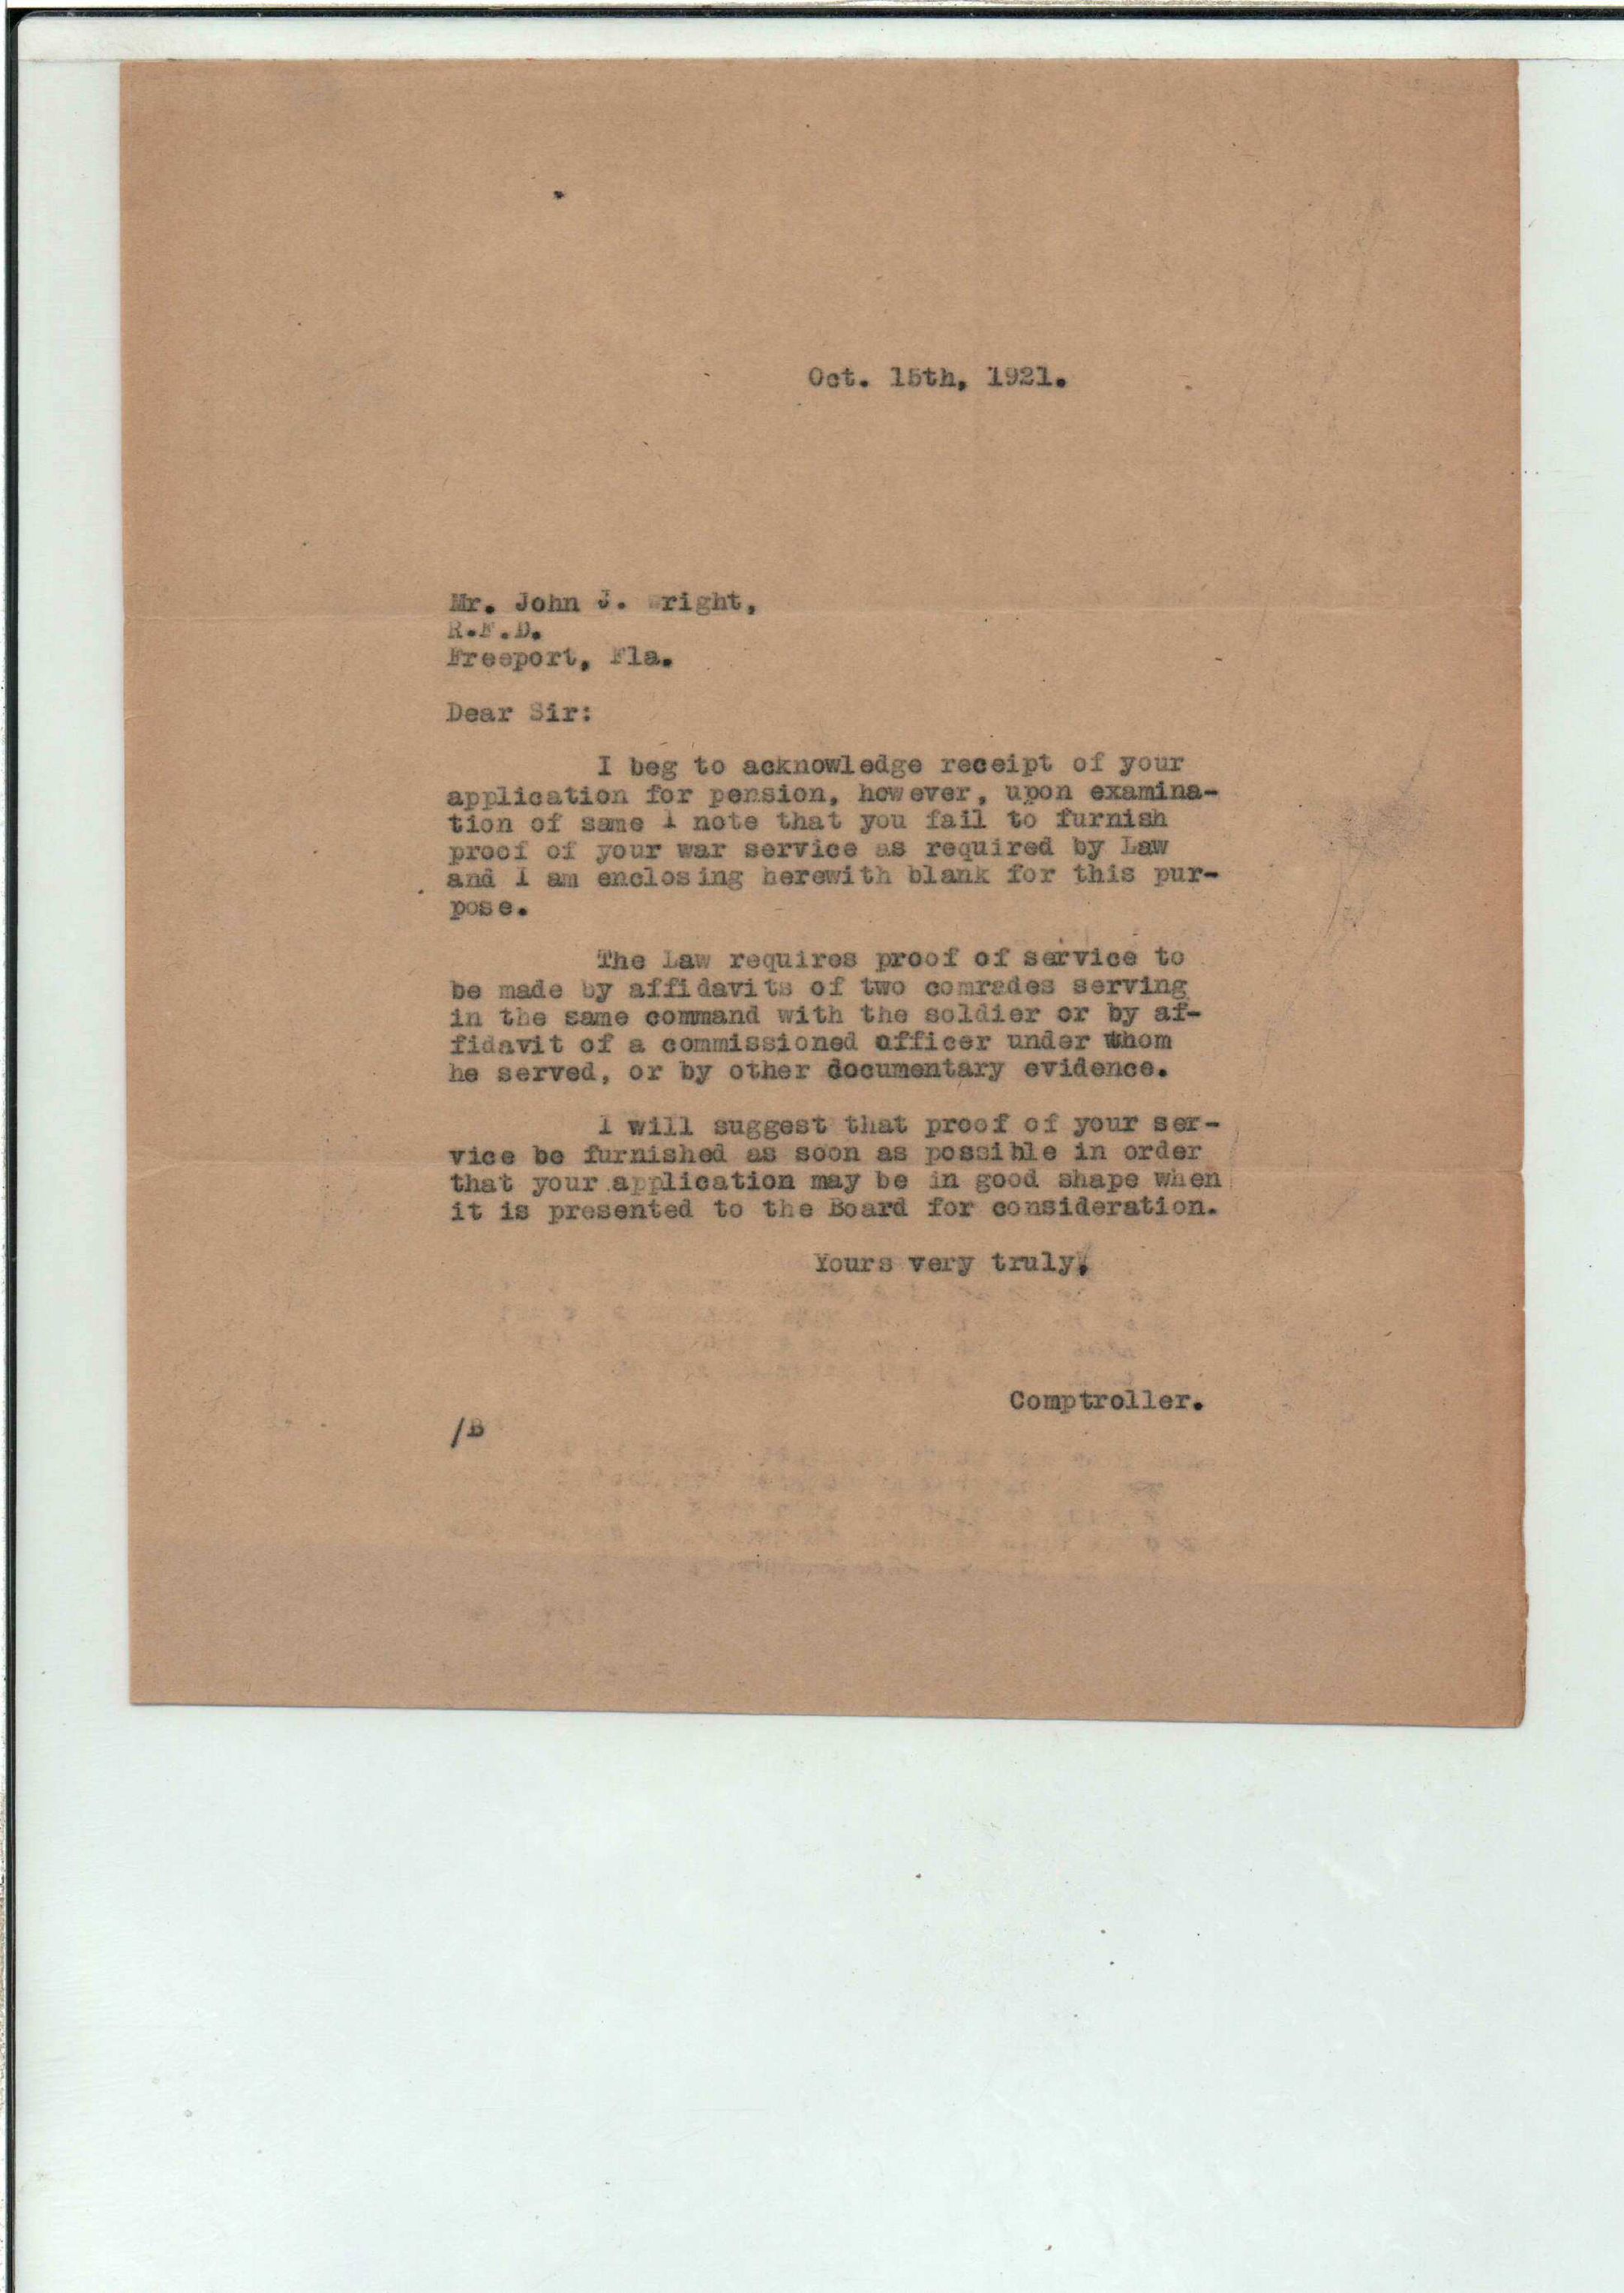 Oct. 15th, 1921.
Mr. John J. Wright,
R.F.D.
Freeport, Fla.
Dear Sir:
I beg to acknowledge receipt of your
application for pension, however, upon examina-
tion of same I note that you fail to furnish
proof of your war service as required by Law
and I am enclosing herewith blank for this pur-
pose.
The Law requires proof of service to
be made by affidavits of two comrades serving
in the same command with the soldier or by af-
fidavit of a commissioned officer under whom
he served, or by other documentary evidence.
I will suggest that proof of your ser-
vice be furnished as soon as possible in order
that your application may be in good shape when
it is presented to the Board for consideration.
Yours very truly,
Comptroller.
/B